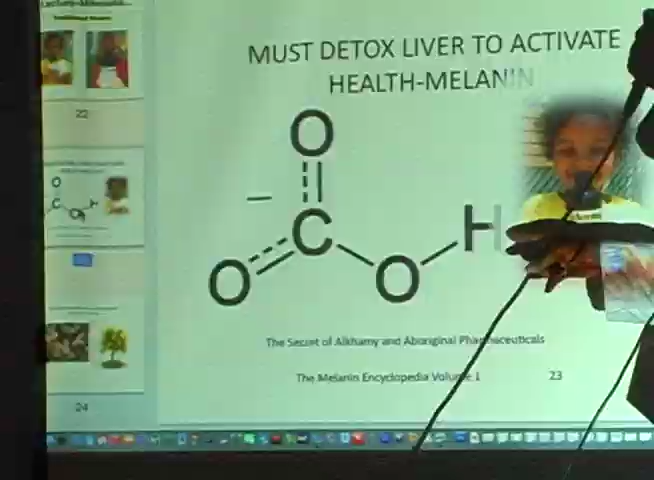 MUST DETOX LIVER TO ACTIVATE
HEALTH-MELANIN
O
C
O
O
H
The Secret of Alkhamy and Aboriginal Pharmaceuticals
The Melanin Encyclopedia Volume 1
23
22
24